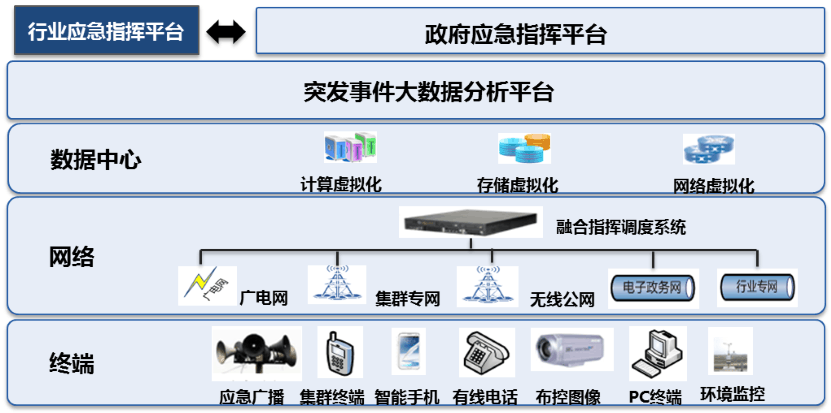 行业应急指挥平台
政府应急指挥平台
突发事件大数据分析平台
数据中心
计算虚拟化
存储虚拟化
网络虚拟化
网络
融合指挥调度系统
广电网
广电网
集群专网
无线公网
电子政务网
行业专网
终端
应急广播
集群终端
智能手机
有线电话
布控图像
PC终端
环境监控